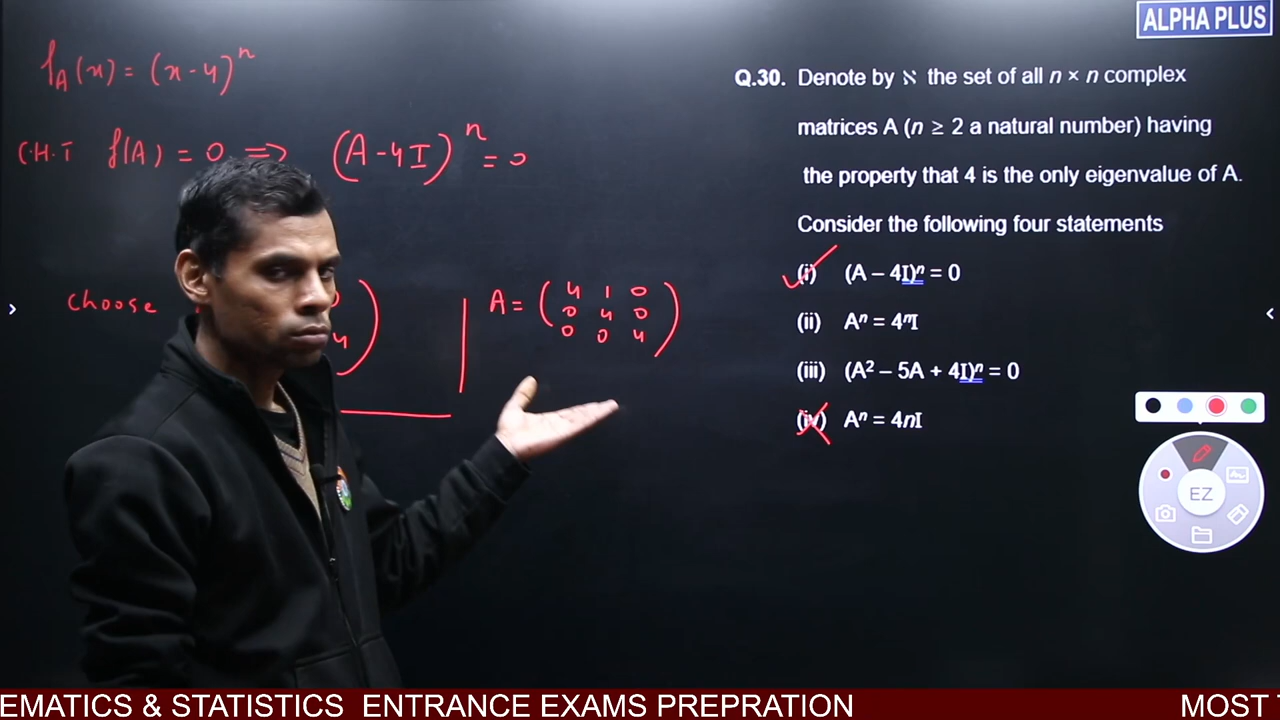 ALPHA PLUS
f_A(x) = (x-4)^n
C.H.T f(A) = 0 => (A-4I)^n = 0
Choose
4
A = (4 1 0
0 4 0
0 0 4)
Q.30. Denote by ℵ the set of all n × n complex
matrices A (n ≥ 2 a natural number) having
the property that 4 is the only eigenvalue of A.
Consider the following four statements
(i) (A – 4I)ⁿ = 0
(ii) Aⁿ = 4ⁿI
(iii) (A² – 5A + 4I)ⁿ = 0
(iv) Aⁿ = 4nI
EZ
EMATICS & STATISTICS ENTRANCE EXAMS PREPRATION MOST